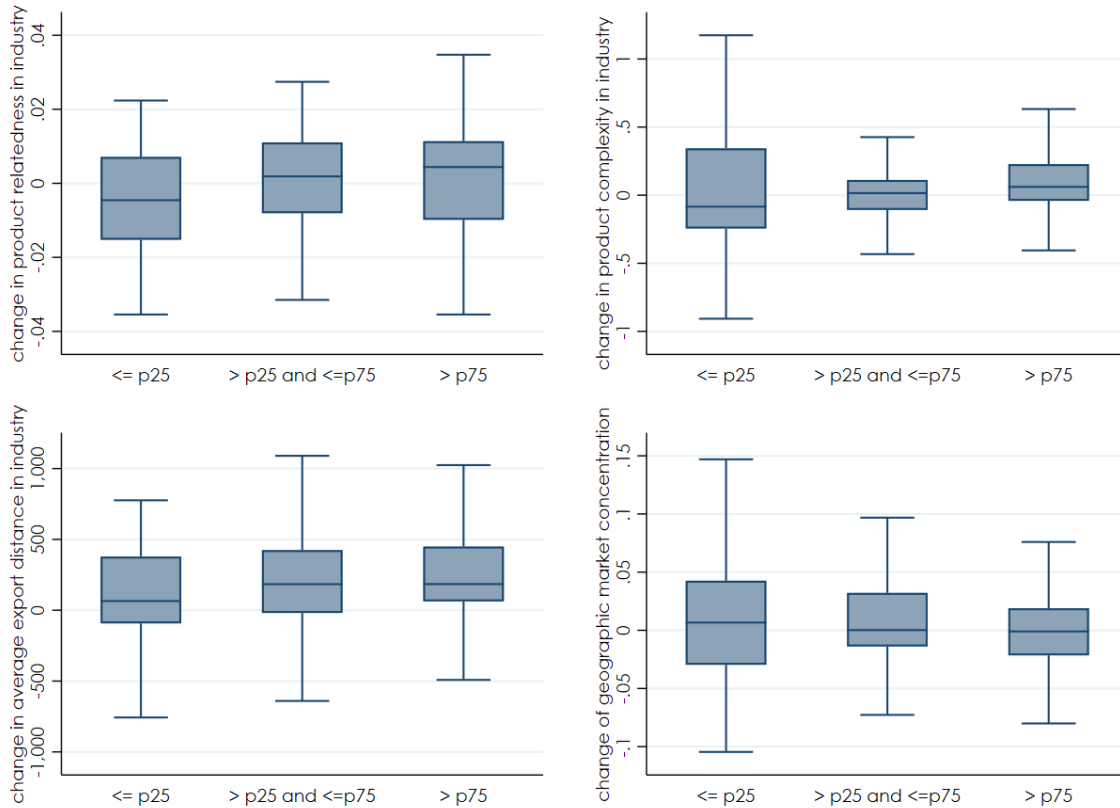 change in product relatedness in industry
.04
.02
0
-.02
-.04
<= p25
> p25 and <=p75
> p75
change in product complexity in industry
1
.5
0
-.5
-1
<= p25
> p25 and <=p75
> p75
change in average export distance in industry
1,000
500
0
-500
-1,000
<= p25
> p25 and <=p75
> p75
change of geographic market concentration
.15
.1
.05
0
-.05
-.1
<= p25
> p25 and <=p75
> p75